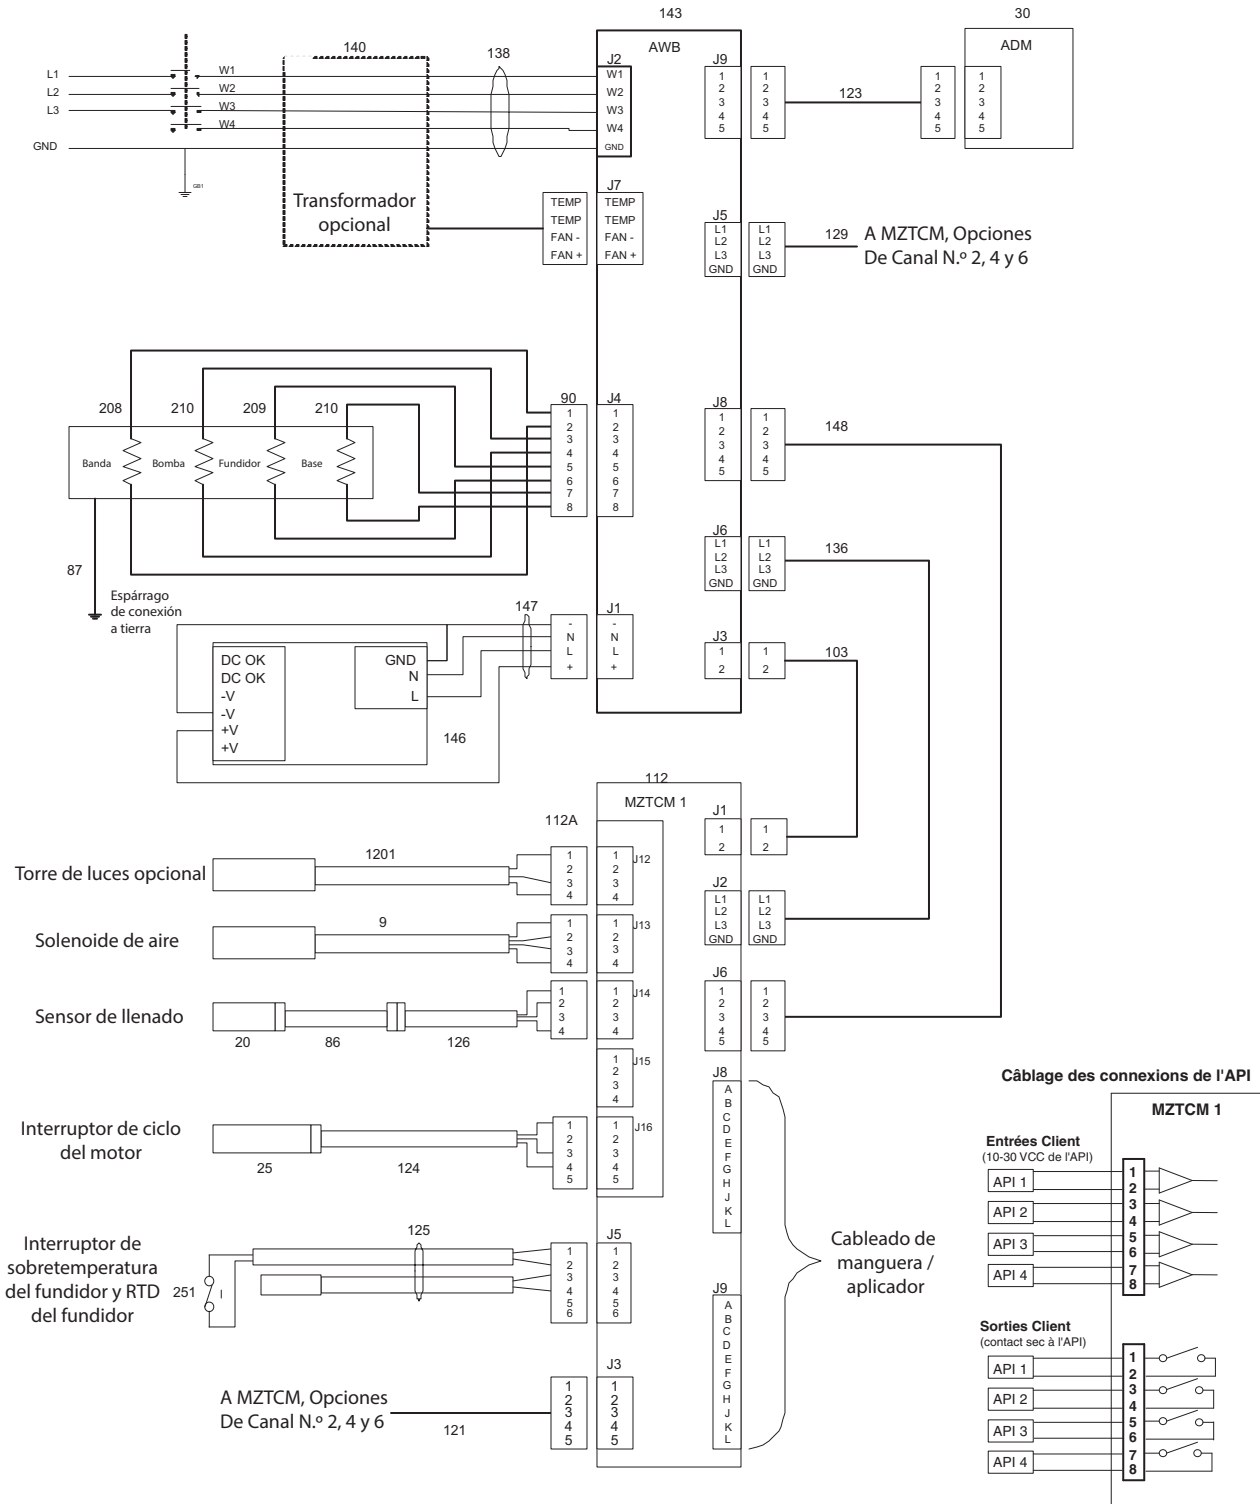 143
30
140
138
AWB
ADM
L1
L2
L3
GND
W1
W2
W3
W4
GB1
J2
W1
W2
W3
W4
GND
J9
1
2
3
4
5
1
2
3
4
5
123
1
2
3
4
5
1
2
3
4
5
Transformador
opcional
TEMP
TEMP
FAN -
FAN +
J7
TEMP
TEMP
FAN -
FAN +
J5
L1
L2
L3
GND
L1
L2
L3
GND
129
A MZTCM, Opciones
De Canal N.º 2, 4 y 6
208
210
209
210
Banda
Bomba
Fundidor
Base
90
1
2
3
4
5
6
7
8
J4
1
2
3
4
5
6
7
8
J8
1
2
3
4
5
1
2
3
4
5
148
J6
L1
L2
L3
GND
L1
L2
L3
GND
136
87
Espárrago
de conexión
a tierra
147
-
N
L
+
J1
-
N
L
+
J3
1
2
1
2
103
DC OK
DC OK
-V
-V
+V
+V
GND
N
L
146
112
MZTCM 1
112A
J1
1
2
1
2
Torre de luces opcional
1201
1
2
3
4
1
2
3
4
J12
J2
L1
L2
L3
GND
L1
L2
L3
GND
Solenoide de aire
9
1
2
3
4
1
2
3
4
J13
Sensor de llenado
20
86
126
1
2
3
4
1
2
3
4
J14
J6
1
2
3
4
5
1
2
3
4
5
1
2
3
4
J15
Interruptor de ciclo
del motor
25
124
1
2
3
4
5
1
2
3
4
5
J16
J8
A
B
C
D
E
F
G
H
J
K
L
Interruptor de
sobretemperatura
del fundidor y RTD
del fundidor
251
125
1
2
3
4
5
6
J5
1
2
3
4
5
6
Cableado de
manguera /
aplicador
J9
A
B
C
D
E
F
G
H
J
K
L
A MZTCM, Opciones
De Canal N.º 2, 4 y 6
121
1
2
3
4
5
J3
1
2
3
4
5
Câblage des connexions de l'API
MZTCM 1
Entrées Client
(10-30 VCC de l'API)
API 1
API 2
API 3
API 4
1
2
3
4
5
6
7
8
Sorties Client
(contact sec à l'API)
API 1
API 2
API 3
API 4
1
2
3
4
5
6
7
8